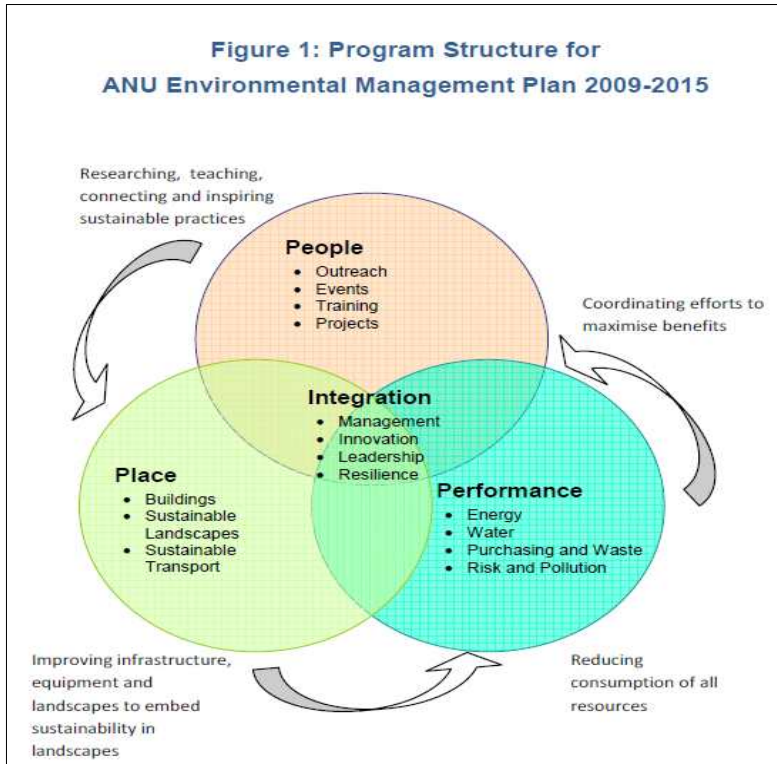 Figure 1: Program Structure for
ANU Environmental Management Plan 2009-2015
Researching, teaching,
connecting and inspiring
sustainable practices
People
• Outreach
• Events
• Training
• Projects
Coordinating efforts to
maximise benefits
Integration
• Management
• Innovation
• Leadership
• Resilience
Place
• Buildings
• Sustainable
Landscapes
• Sustainable
Transport
Performance
• Energy
• Water
• Purchasing and Waste
• Risk and Pollution
Improving infrastructure,
equipment and
landscapes to embed
sustainability in
landscapes
Reducing
consumption of all
resources